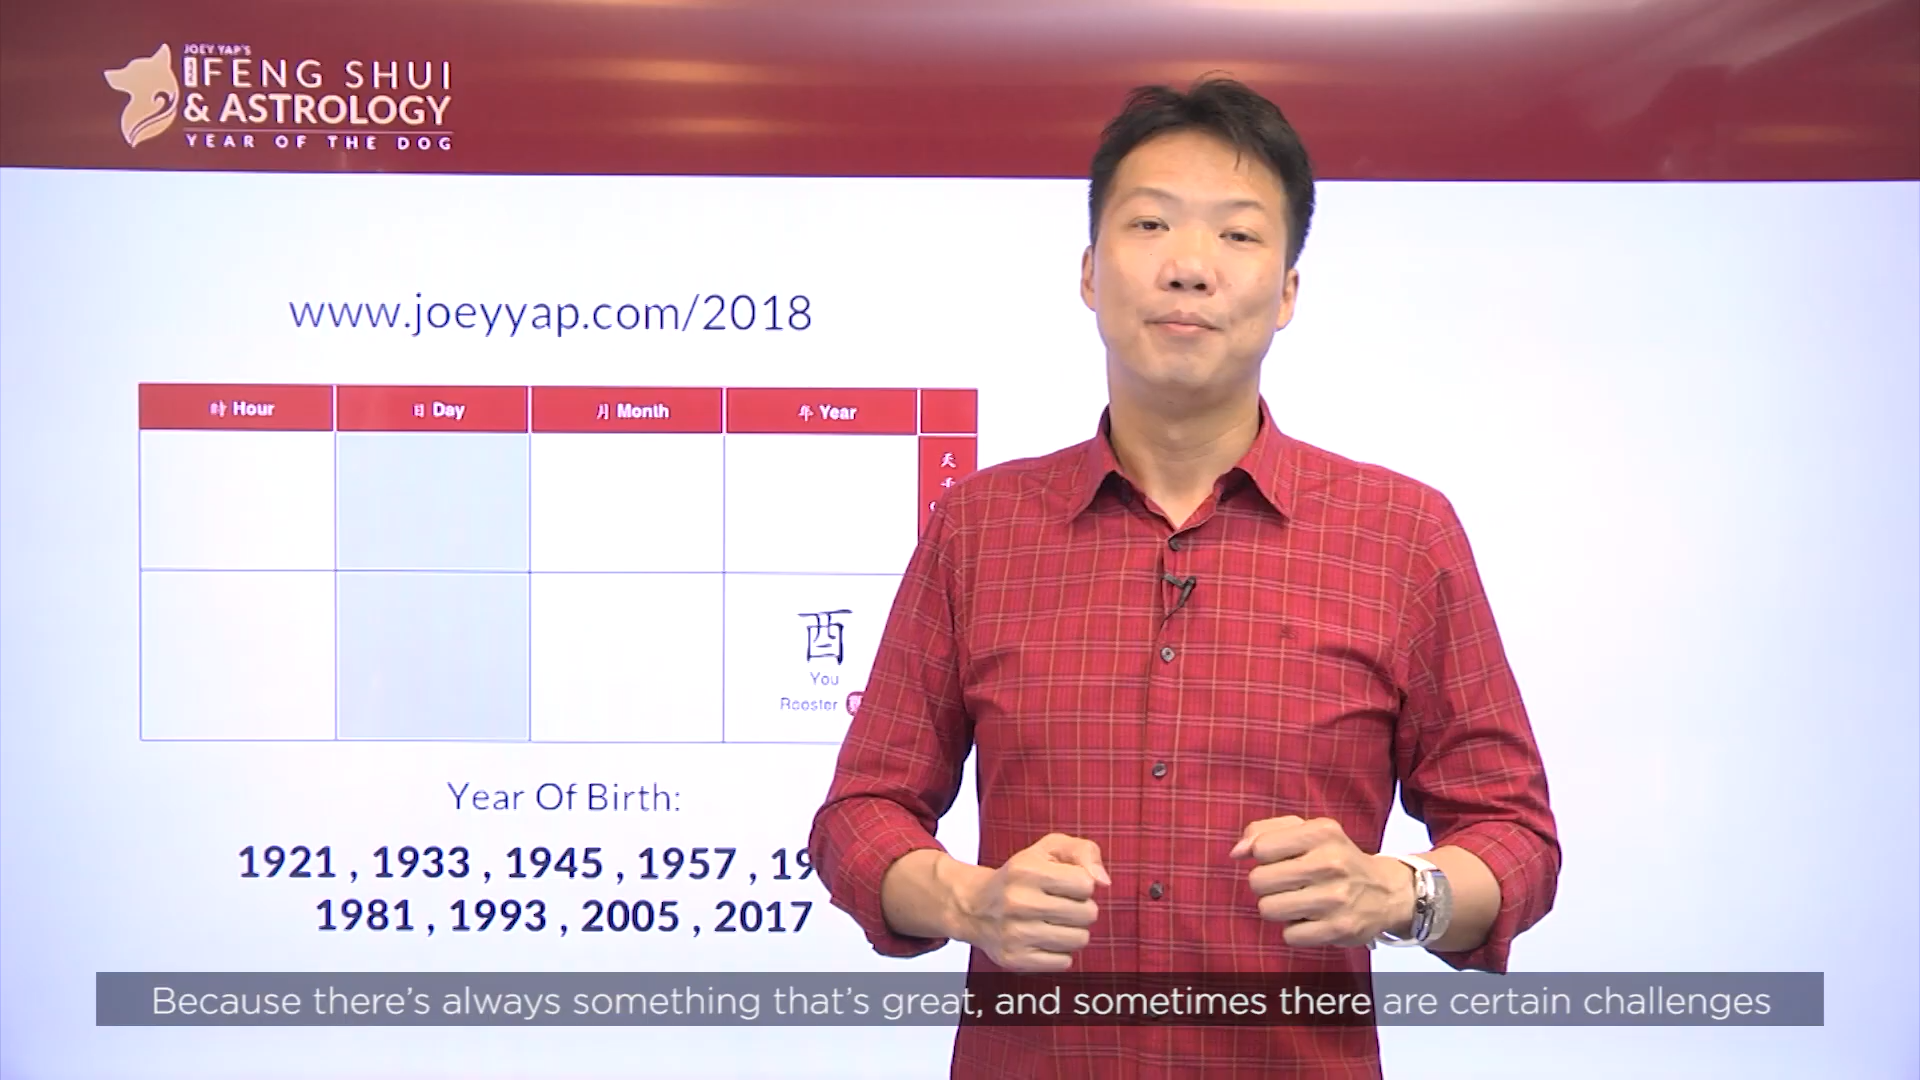 JOEY YAP'S
FENG SHUI
& ASTROLOGY
YEAR OF THE DOG
www.joeyyap.com/2018
時 Hour
日 Day
月 Month
年 Year
天
酉
You
Rooster
Year Of Birth:
1921 , 1933 , 1945 , 1957 , 19
1981 , 1993 , 2005 , 2017
Because there's always something that's great, and sometimes there are certain challenges